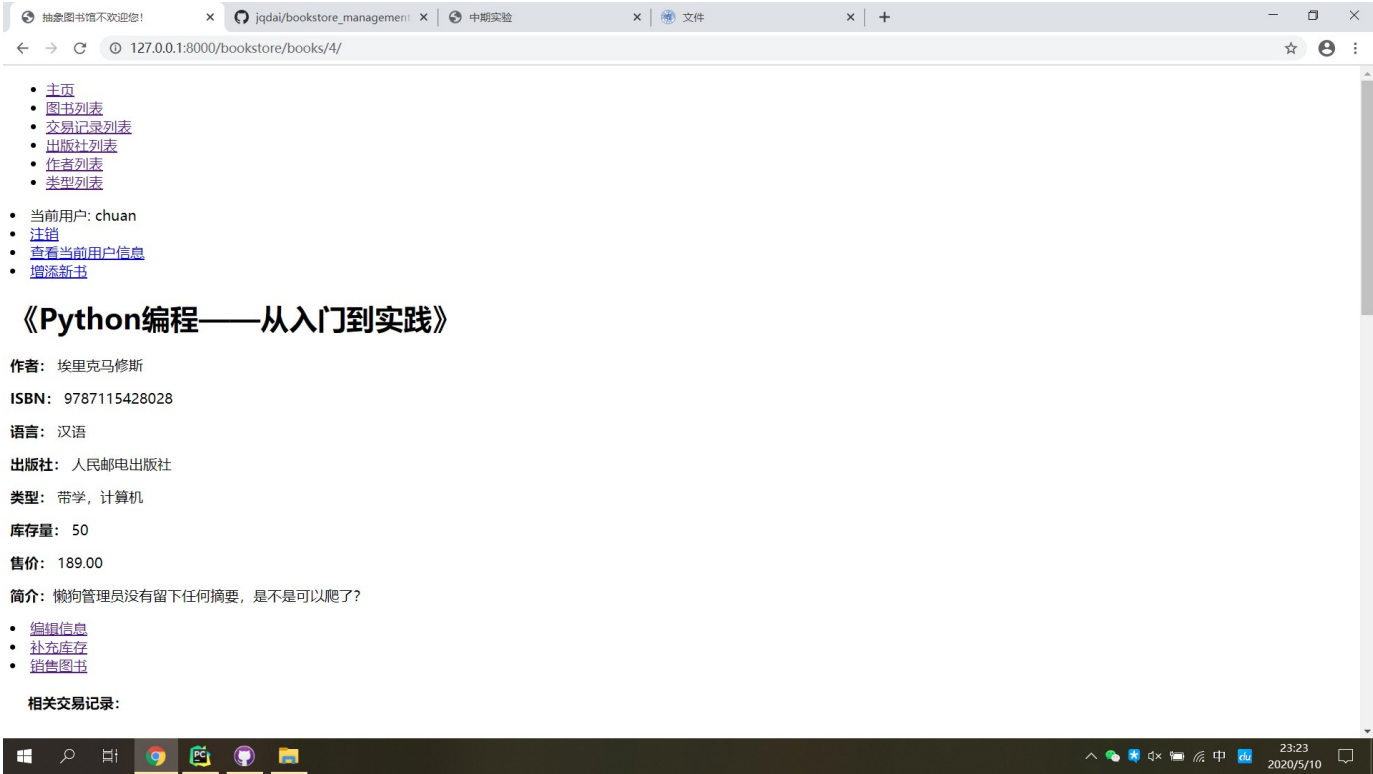 抽象图书馆不欢迎您!
jqdai/bookstore_management
中期实验
文件
127.0.0.1:8000/bookstore/books/4/
主页
图书列表
交易记录列表
出版社列表
作者列表
类型列表
当前用户: chuan
注销
查看当前用户信息
增添新书
《Python编程——从入门到实践》
作者： 埃里克马修斯
ISBN： 9787115428028
语言： 汉语
出版社： 人民邮电出版社
类型： 带学，计算机
库存量： 50
售价： 189.00
简介：懒狗管理员没有留下任何摘要，是不是可以爬了？
编辑信息
补充库存
销售图书
相关交易记录：
PC
中
du
23:23
2020/5/10